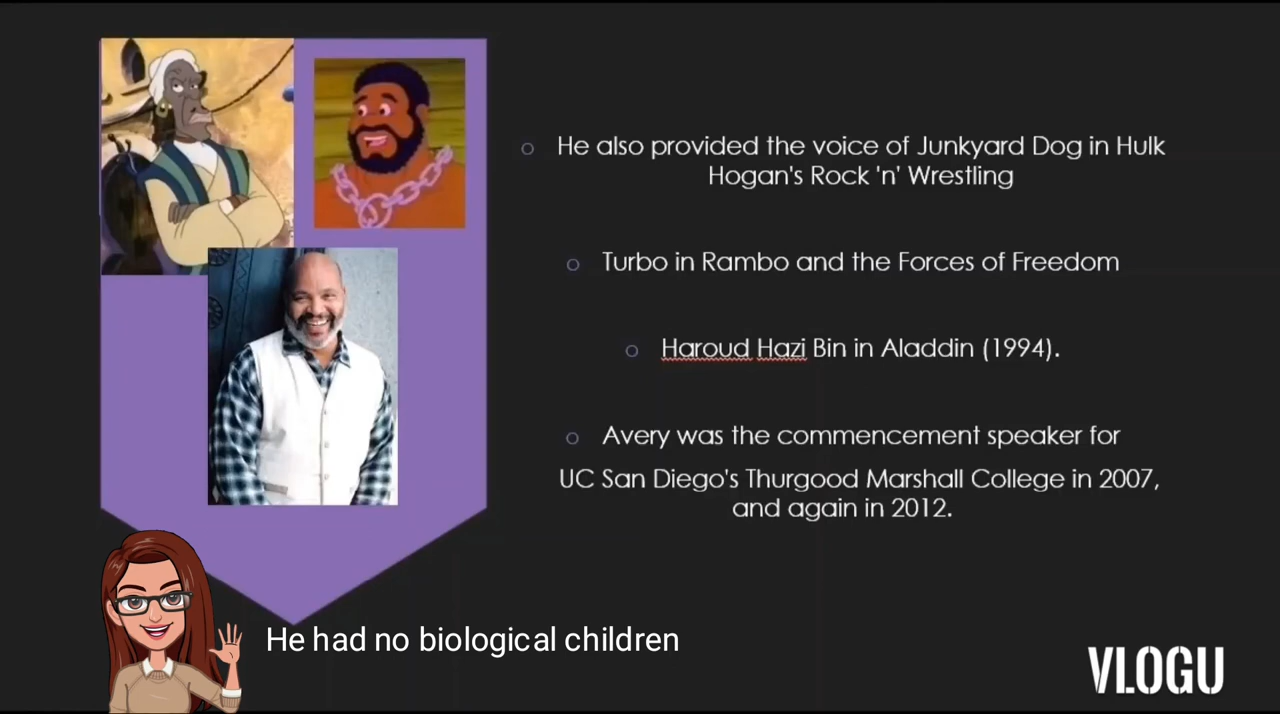 He also provided the voice of Junkyard Dog in Hulk
Hogan's Rock 'n' Wrestling
Turbo in Rambo and the Forces of Freedom
Haroud Hazi Bin in Aladdin (1994).
Avery was the commencement speaker for
UC San Diego's Thurgood Marshall College in 2007,
and again in 2012.
He had no biological children
VLOGU